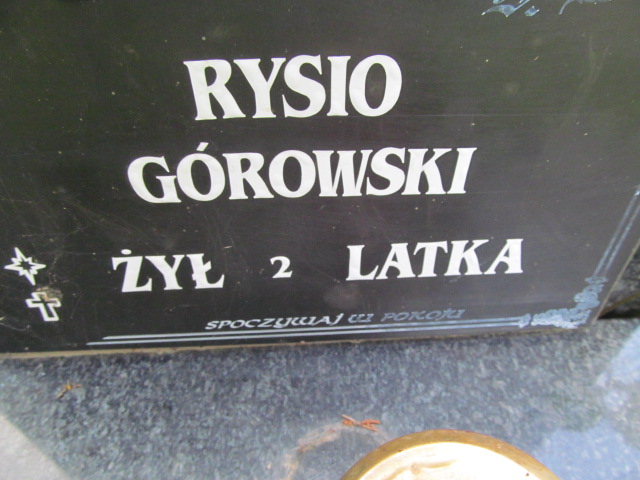 RYSIO
GÓROWSKI
ŻYŁ 2 LATKA
SPOCZYWAJ W POKOJU